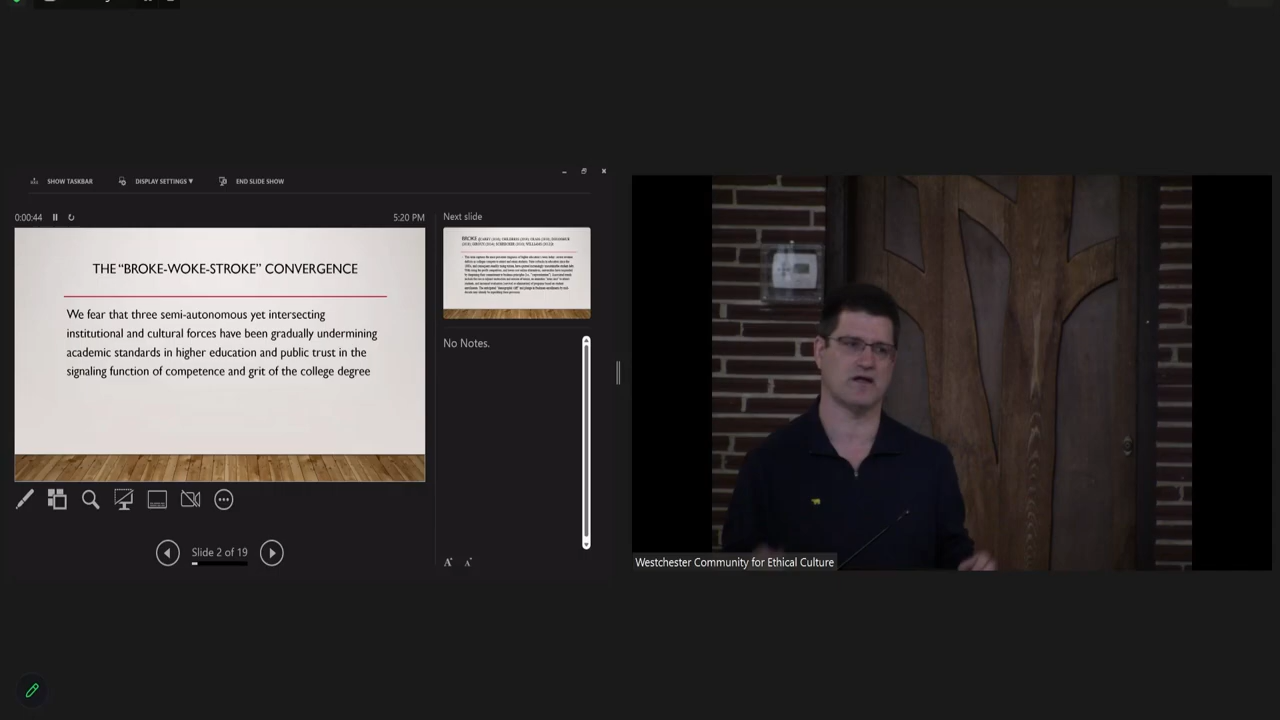 SHOW TASKBAR
DISPLAY SETTINGS ▾
END SLIDE SHOW
0:00:44
5:20 PM
THE “BROKE-WOKE-STROKE” CONVERGENCE
We fear that three semi-autonomous yet intersecting
institutional and cultural forces have been gradually undermining
academic standards in higher education and public trust in the
signaling function of competence and grit of the college degree
Slide 2 of 19
Next slide
BROKE
No Notes.
Westchester Community for Ethical Culture